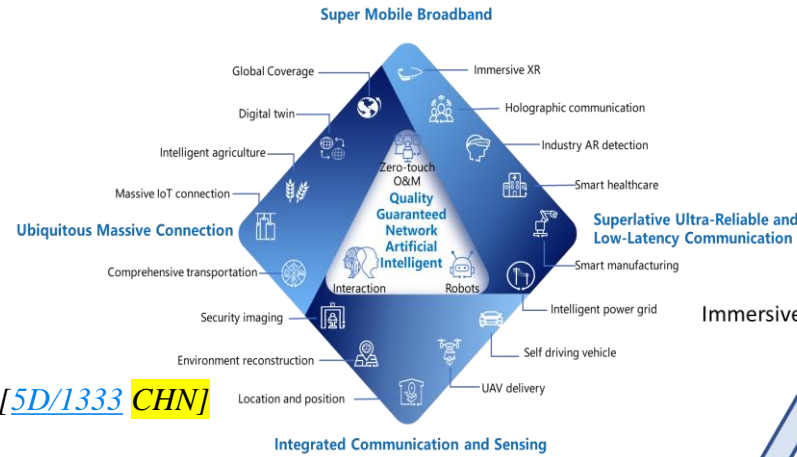 Super Mobile Broadband
Global Coverage
Immersive XR
Digital twin
Holographic communication
Intelligent agriculture
Industry AR detection
Massive IoT connection
Smart healthcare
Zero-touch
O&M
Quality
Guaranteed
Network
Artificial
Intelligent
Interaction
Robots
Ubiquitous Massive Connection
Superlative Ultra-Reliable and
Low-Latency Communication
Comprehensive transportation
Smart manufacturing
Security imaging
Intelligent power grid
Immersive
Environment reconstruction
Self driving vehicle
Location and position
UAV delivery
[5D/1333 CHN]
Integrated Communication and Sensing